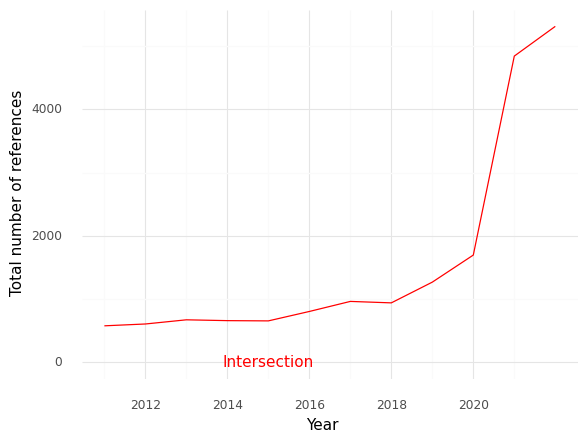 Total number of references
4000
2000
0
Intersection
2012 2014 2016 2018 2020
Year